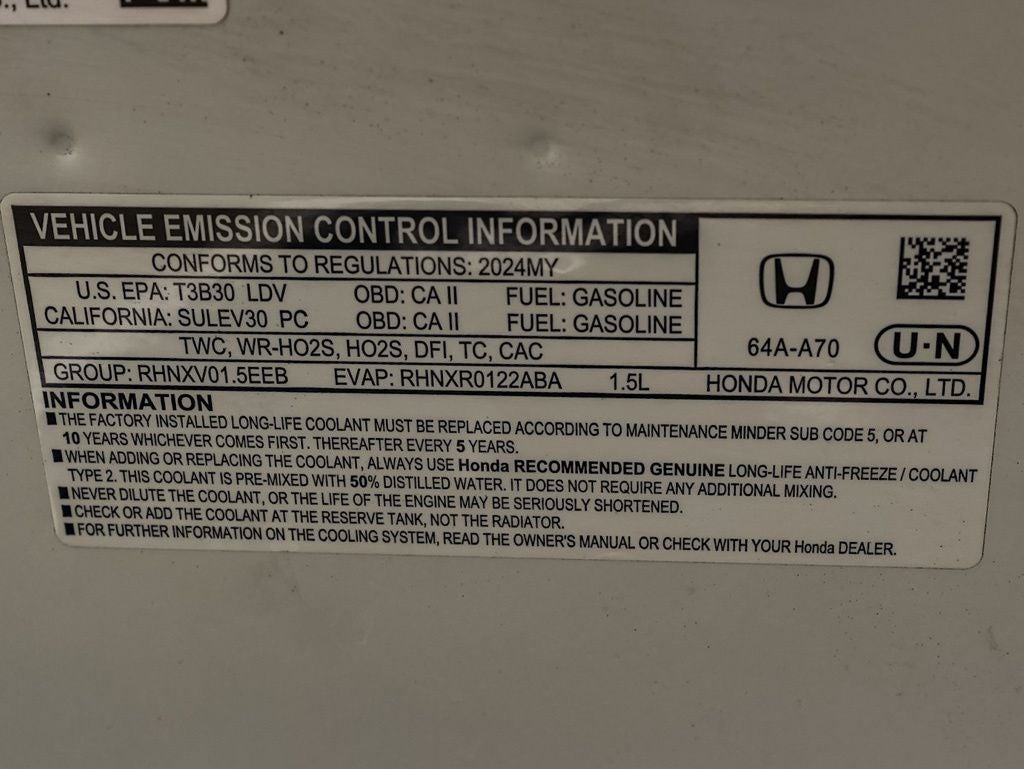 Ltd.
VEHICLE EMISSION CONTROL INFORMATION
CONFORMS TO REGULATIONS: 2024MY
U.S. EPA: T3B30 LDV OBD: CA II FUEL: GASOLINE
CALIFORNIA: SULEV30 PC OBD: CA II FUEL: GASOLINE
TWC, WR-HO2S, HO2S, DFI, TC, CAC
64A-A70 U·N
GROUP: RHNXV01.5EEB EVAP: RHNXR0122ABA 1.5L HONDA MOTOR CO., LTD.
INFORMATION
■THE FACTORY INSTALLED LONG-LIFE COOLANT MUST BE REPLACED ACCORDING TO MAINTENANCE MINDER SUB CODE 5, OR AT
10 YEARS WHICHEVER COMES FIRST. THEREAFTER EVERY 5 YEARS.
■WHEN ADDING OR REPLACING THE COOLANT, ALWAYS USE Honda RECOMMENDED GENUINE LONG-LIFE ANTI-FREEZE / COOLANT
TYPE 2. THIS COOLANT IS PRE-MIXED WITH 50% DISTILLED WATER. IT DOES NOT REQUIRE ANY ADDITIONAL MIXING.
■NEVER DILUTE THE COOLANT, OR THE LIFE OF THE ENGINE MAY BE SERIOUSLY SHORTENED.
■CHECK OR ADD THE COOLANT AT THE RESERVE TANK, NOT THE RADIATOR.
■FOR FURTHER INFORMATION ON THE COOLING SYSTEM, READ THE OWNER'S MANUAL OR CHECK WITH YOUR Honda DEALER.